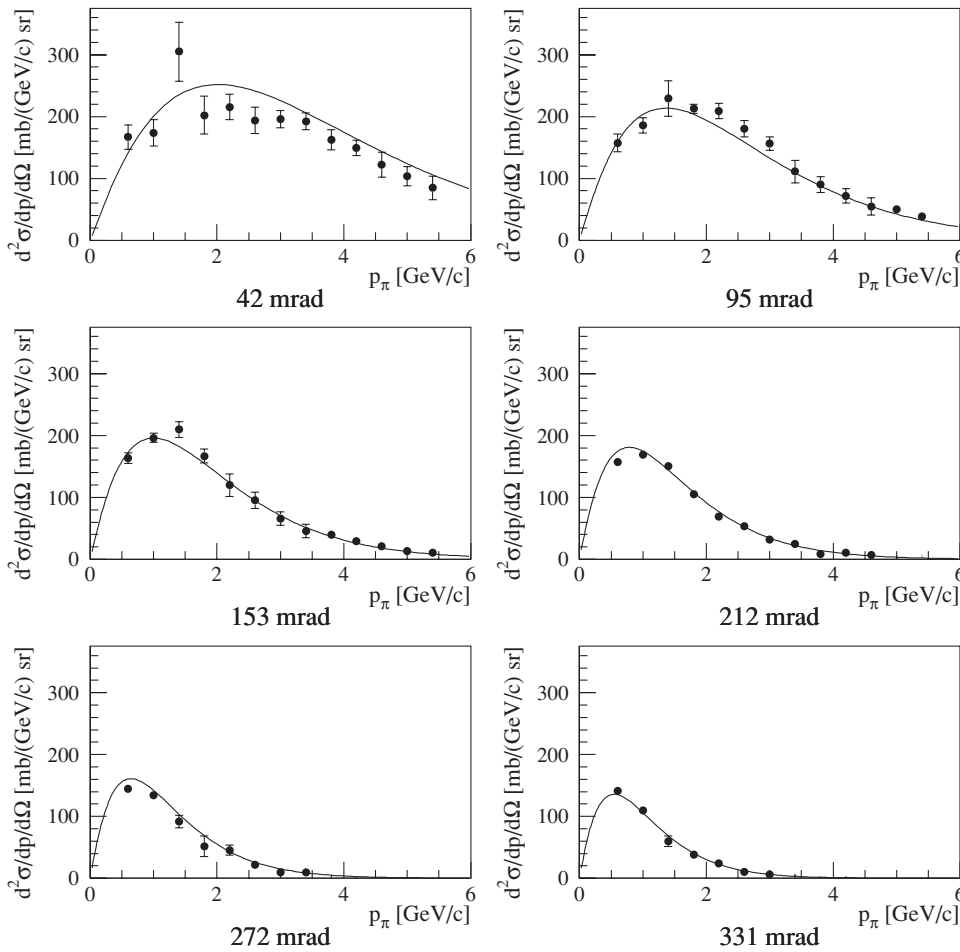 d²σ/dp/dΩ [mb/(GeV/c) sr]
300
200
100
0
0 2 4 6
p_π [GeV/c]
42 mrad
d²σ/dp/dΩ [mb/(GeV/c) sr]
300
200
100
0
0 2 4 6
p_π [GeV/c]
95 mrad
d²σ/dp/dΩ [mb/(GeV/c) sr]
300
200
100
0
0 2 4 6
p_π [GeV/c]
153 mrad
d²σ/dp/dΩ [mb/(GeV/c) sr]
300
200
100
0
0 2 4 6
p_π [GeV/c]
212 mrad
d²σ/dp/dΩ [mb/(GeV/c) sr]
300
200
100
0
0 2 4 6
p_π [GeV/c]
272 mrad
d²σ/dp/dΩ [mb/(GeV/c) sr]
300
200
100
0
0 2 4 6
p_π [GeV/c]
331 mrad